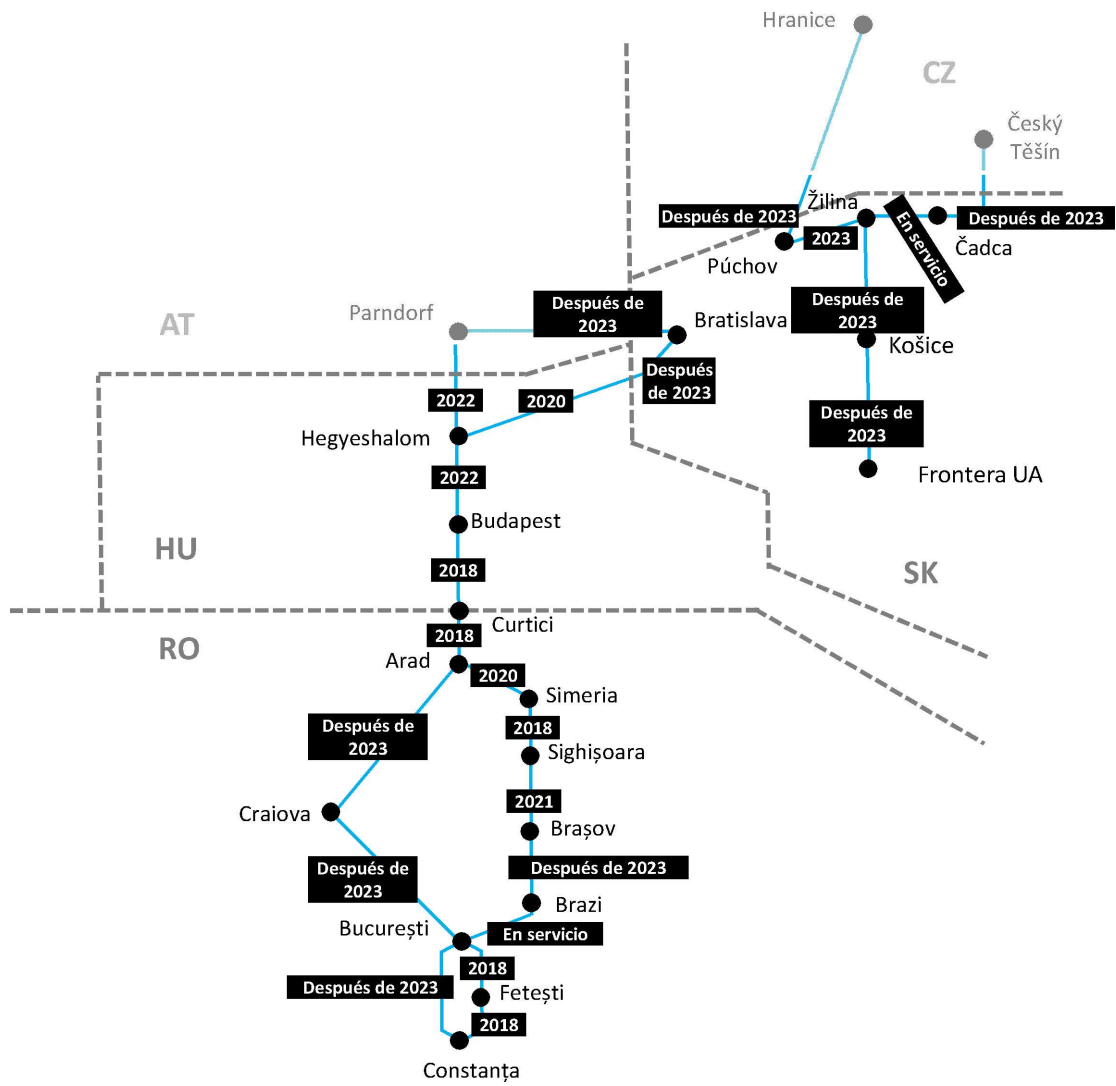 Hranice
CZ
Český
Těšín
Žilina
Después de 2023
2023
En servicio
Después de 2023
Púchov
Čadca
Después de
2023
Košice
Después de
2023
Frontera UA
AT
Parndorf
Después de
2023
Bratislava
Después
de 2023
2022
2020
Hegyeshalom
2022
Budapest
HU
2018
SK
Curtici
RO
2018
Arad
2020
Simeria
Después de
2023
2018
Sighișoara
2021
Craiova
Brașov
Después de
2023
Después de 2023
Brazi
București
En servicio
2018
Después de 2023
Fetești
2018
Constanța